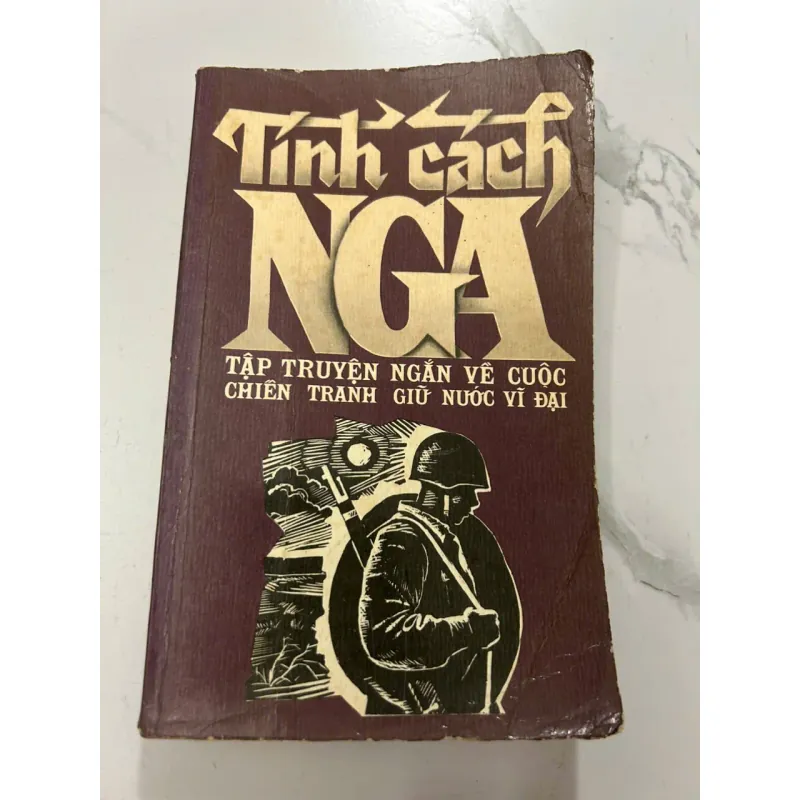 Tính cách
NGA
TẬP TRUYỆN NGẮN VỀ CUỘC
CHIẾN TRANH GIỮ NƯỚC VĨ ĐẠI